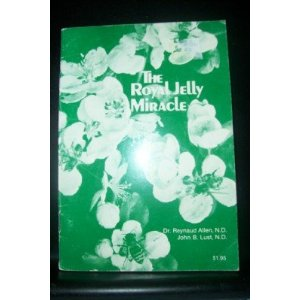 The
Royal Jelly
Miracle
Dr. Reynaud Allen, N.D.
John B. Lust, N.D.
$1.95